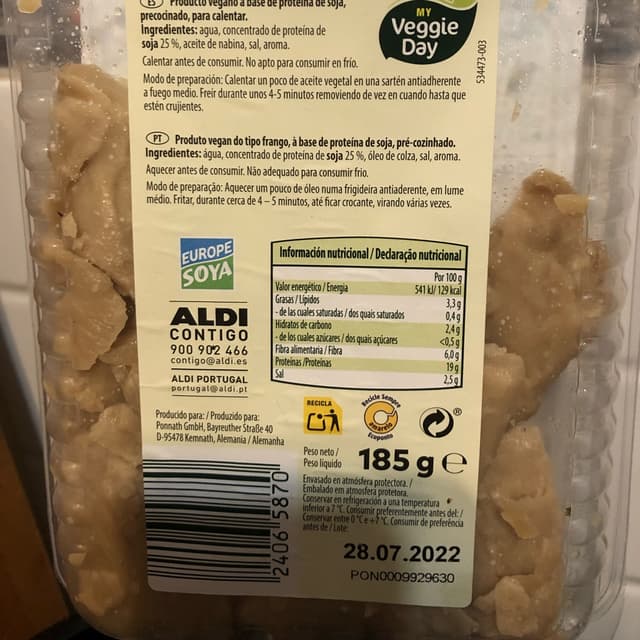 E Producto vegano a base de proteína de soja,
precocinado, para calentar.
Ingredientes: agua, concentrado de proteína de
soja 25 %, aceite de nabina, sal, aroma.
Calentar antes de consumir. No apto para consumir en frío.
Modo de preparación: Calentar un poco de aceite vegetal en una sartén antiadherente
a fuego medio. Freír durante unos 4-5 minutos removiendo de vez en cuando hasta que
estén crujientes.
MY
Veggie
Day
534473-003
PT Produto vegan do tipo frango, à base de proteína de soja, pré-cozinhado.
Ingredientes: água, concentrado de proteína de soja 25 %, óleo de colza, sal, aroma.
Aquecer antes de consumir. Não adequado para consumir frio.
Modo de preparação: Aquecer um pouco de óleo numa frigideira antiaderente, em lume
médio. Fritar, durante cerca de 4 – 5 minutos, até ficar crocante, virando várias vezes.
EUROPE
SOYA
ALDI
CONTIGO
900 902 466
contigo@aldi.es
ALDI PORTUGAL
portugal@aldi.pt
Información nutricional / Declaração nutricional
Por 100 g
Valor energético / Energia 541 kJ/ 129 kcal
Grasas / Lípidos 3,3 g
- de las cuales saturadas / dos quais saturados 0,4 g
Hidratos de carbono 2,4 g
- de los cuales azúcares / dos quais açúcares <0,5 g
Fibra alimentaria / Fibra 6,0 g
Proteínas /Proteínas 19 g
Sal 2,5 g
Producido para: / Produzido para:
Ponnath GmbH, Bayreuther Straße 40
D-95478 Kemnath, Alemania / Alemanha
RECICLA
Recicle Sempre
amarelo
Ecoponto
®
Peso neto /
Peso líquido 185 g e
Envasado en atmósfera protectora. /
Embalado em atmosfera protetora.
Conservar en refrigeración a una temperatura
inferior a 7 °C. Consumir preferentemente antes del: /
Conservar entre 0 °C e +7 °C. Consumir de preferência
antes de / Lote:
28.07.2022
PON0009929630
2406 5870